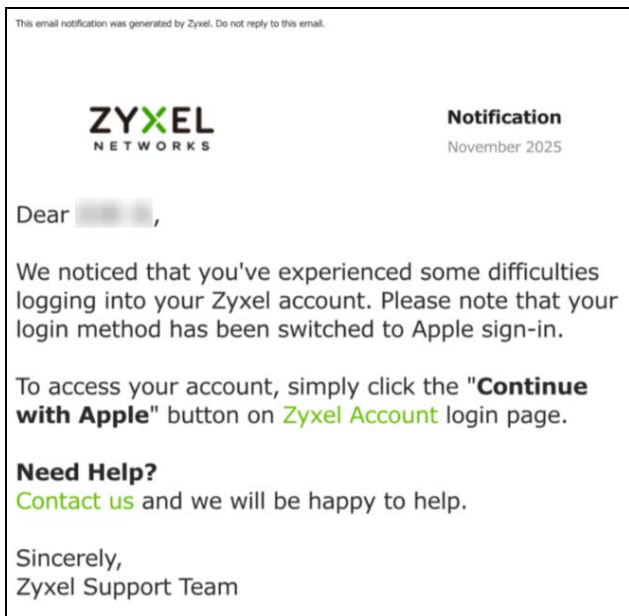 This email notification was generated by Zyxel. Do not reply to this email.
ZYXEL
NETWORKS
Notification
November 2025
Dear ,
We noticed that you've experienced some difficulties
logging into your Zyxel account. Please note that your
login method has been switched to Apple sign-in.
To access your account, simply click the "Continue
with Apple" button on Zyxel Account login page.
Need Help?
Contact us and we will be happy to help.
Sincerely,
Zyxel Support Team